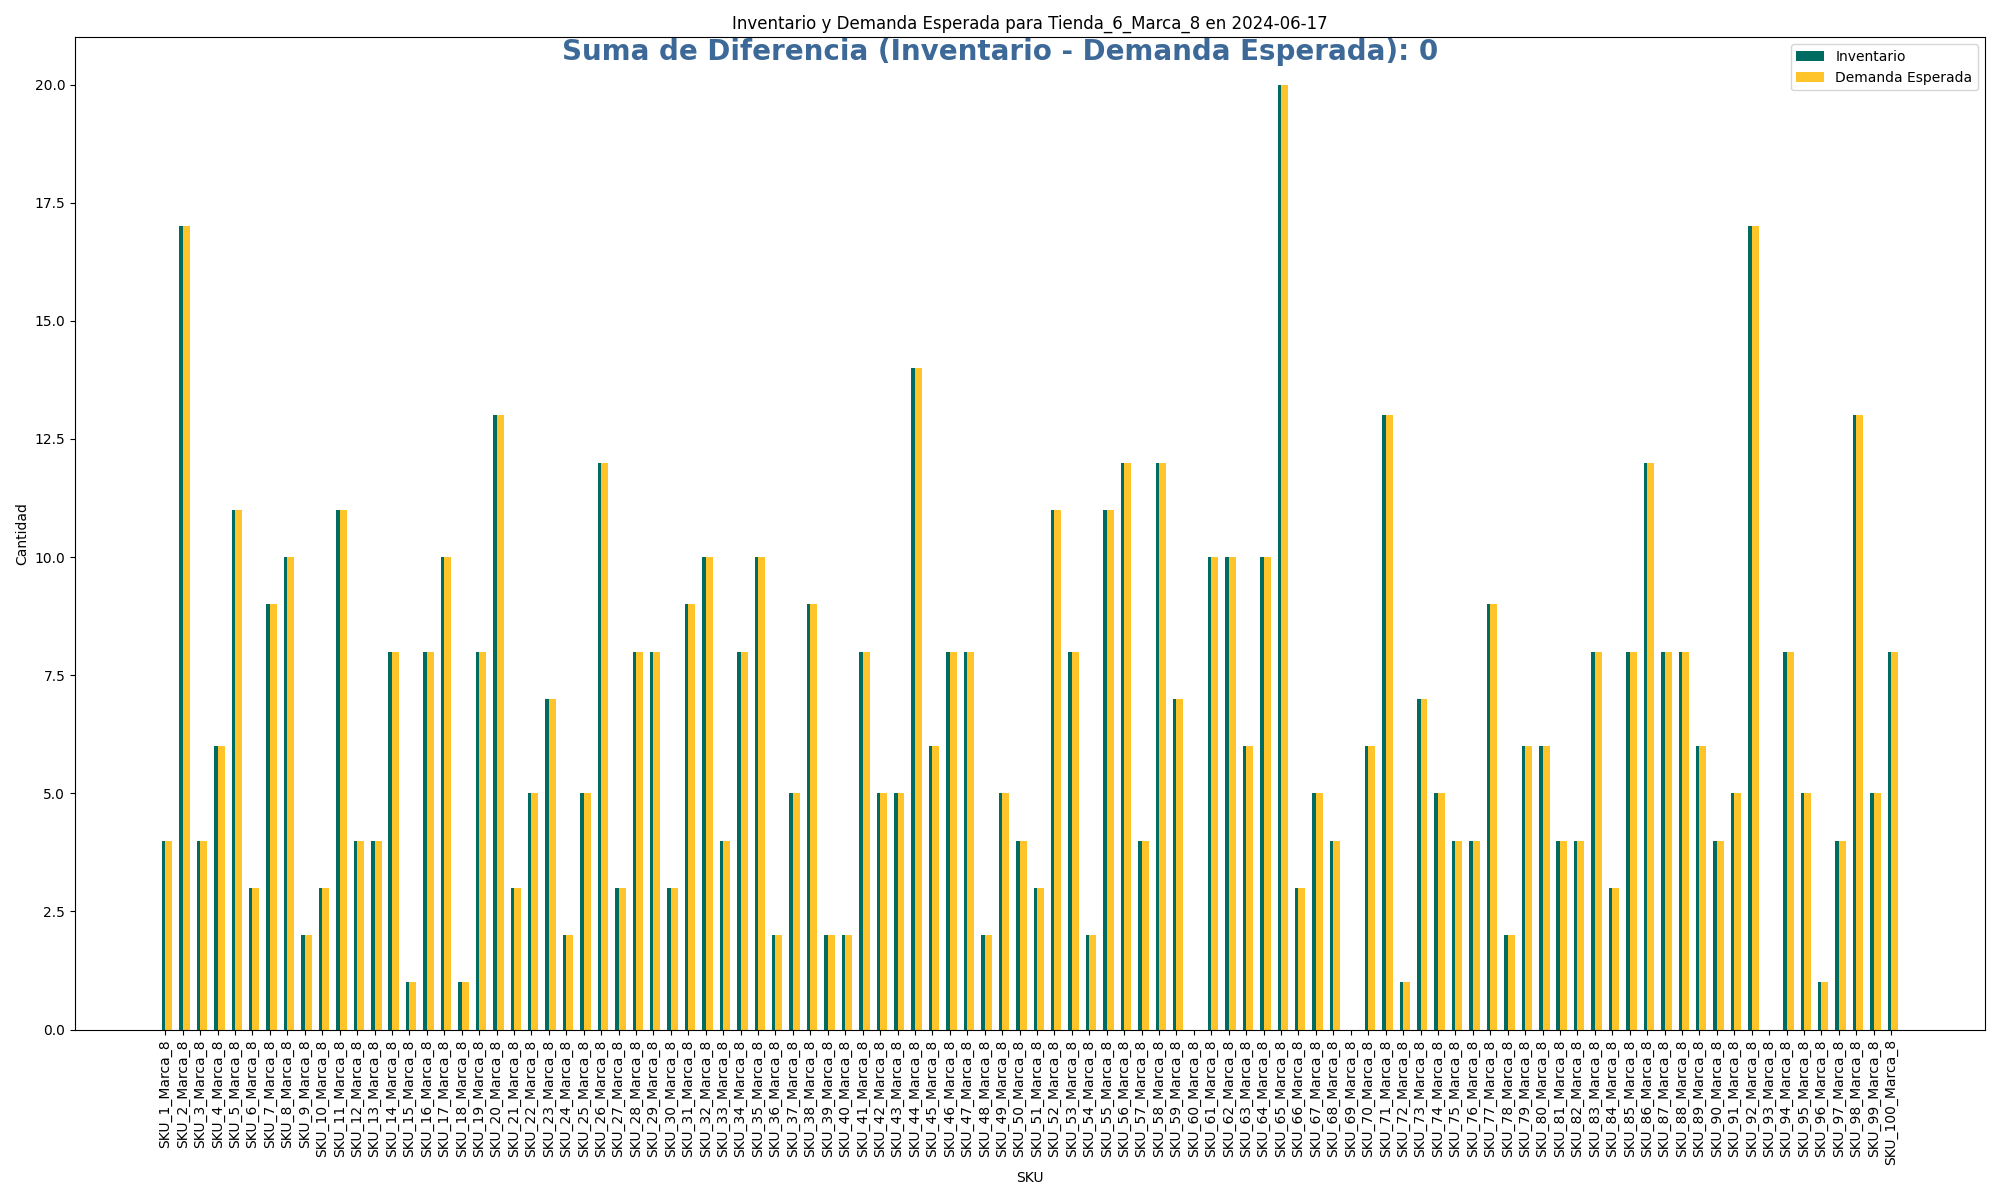 Inventario y Demanda Esperada para Tienda_6_Marca_8 en 2024-06-17
Suma de Diferencia (Inventario - Demanda Esperada): 0
Inventario
Demanda Esperada
Cantidad
20.0
17.5
15.0
12.5
10.0
7.5
5.0
2.5
0.0
SKU_1_Marca_8
SKU_2_Marca_8
SKU_3_Marca_8
SKU_4_Marca_8
SKU_5_Marca_8
SKU_6_Marca_8
SKU_7_Marca_8
SKU_8_Marca_8
SKU_9_Marca_8
SKU_10_Marca_8
SKU_11_Marca_8
SKU_12_Marca_8
SKU_13_Marca_8
SKU_14_Marca_8
SKU_15_Marca_8
SKU_16_Marca_8
SKU_17_Marca_8
SKU_18_Marca_8
SKU_19_Marca_8
SKU_20_Marca_8
SKU_21_Marca_8
SKU_22_Marca_8
SKU_23_Marca_8
SKU_24_Marca_8
SKU_25_Marca_8
SKU_26_Marca_8
SKU_27_Marca_8
SKU_28_Marca_8
SKU_29_Marca_8
SKU_30_Marca_8
SKU_31_Marca_8
SKU_32_Marca_8
SKU_33_Marca_8
SKU_34_Marca_8
SKU_35_Marca_8
SKU_36_Marca_8
SKU_37_Marca_8
SKU_38_Marca_8
SKU_39_Marca_8
SKU_40_Marca_8
SKU_41_Marca_8
SKU_42_Marca_8
SKU_43_Marca_8
SKU_44_Marca_8
SKU_45_Marca_8
SKU_46_Marca_8
SKU_47_Marca_8
SKU_48_Marca_8
SKU_49_Marca_8
SKU_50_Marca_8
SKU_51_Marca_8
SKU_52_Marca_8
SKU_53_Marca_8
SKU_54_Marca_8
SKU_55_Marca_8
SKU_56_Marca_8
SKU_57_Marca_8
SKU_58_Marca_8
SKU_59_Marca_8
SKU_60_Marca_8
SKU_61_Marca_8
SKU_62_Marca_8
SKU_63_Marca_8
SKU_64_Marca_8
SKU_65_Marca_8
SKU_66_Marca_8
SKU_67_Marca_8
SKU_68_Marca_8
SKU_69_Marca_8
SKU_70_Marca_8
SKU_71_Marca_8
SKU_72_Marca_8
SKU_73_Marca_8
SKU_74_Marca_8
SKU_75_Marca_8
SKU_76_Marca_8
SKU_77_Marca_8
SKU_78_Marca_8
SKU_79_Marca_8
SKU_80_Marca_8
SKU_81_Marca_8
SKU_82_Marca_8
SKU_83_Marca_8
SKU_84_Marca_8
SKU_85_Marca_8
SKU_86_Marca_8
SKU_87_Marca_8
SKU_88_Marca_8
SKU_89_Marca_8
SKU_90_Marca_8
SKU_91_Marca_8
SKU_92_Marca_8
SKU_93_Marca_8
SKU_94_Marca_8
SKU_95_Marca_8
SKU_96_Marca_8
SKU_97_Marca_8
SKU_98_Marca_8
SKU_99_Marca_8
SKU_100_Marca_8
SKU